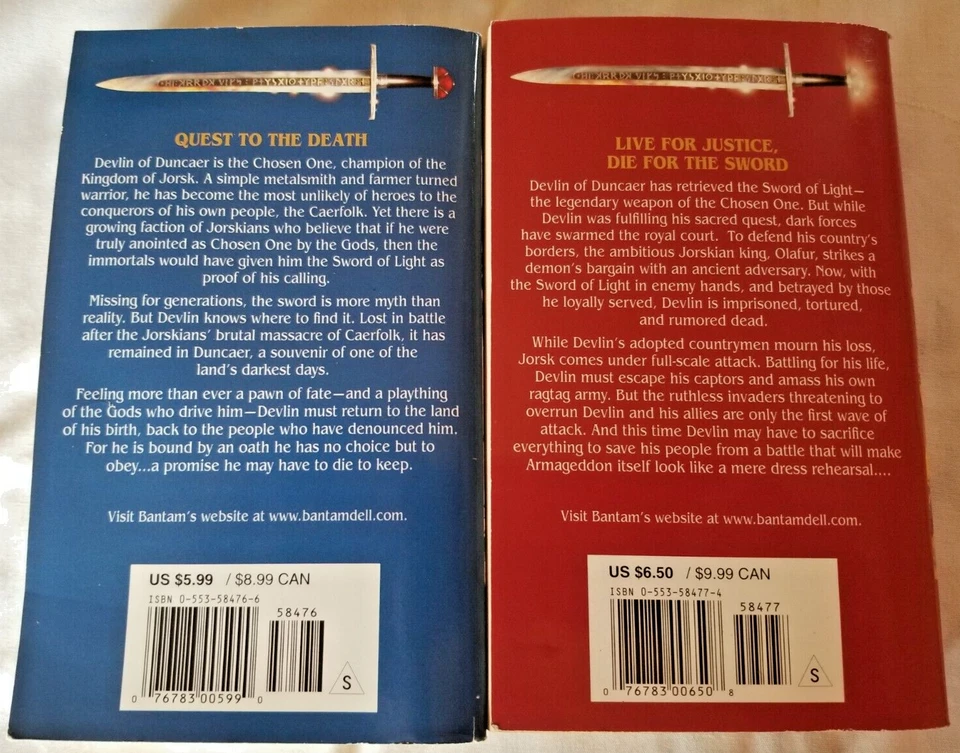 QUEST TO THE DEATH
Devlin of Duncaer is the Chosen One, champion of the
Kingdom of Jorsk. A simple metalsmith and farmer turned
warrior, he has become the most unlikely of heroes to the
conquerors of his own people, the Caerfolk. Yet there is a
growing faction of Jorskians who believe that if he were
truly anointed as Chosen One by the Gods, then the
immortals would have given him the Sword of Light as
proof of his calling.
Missing for generations, the sword is more myth than
reality. But Devlin knows where to find it. Lost in battle
after the Jorskians' brutal massacre of Caerfolk, it has
remained in Duncaer, a souvenir of one of the
land's darkest days.
Feeling more than ever a pawn of fate—and a plaything
of the Gods who drive him—Devlin must return to the land
of his birth, back to the people who have denounced him.
For he is bound by an oath he has no choice but to
obey...a promise he may have to die to keep.
Visit Bantam's website at www.bantamdell.com.
US $5.99 / $8.99 CAN
ISBN 0-553-58476-6
58476
S
0 76783 00599 0
LIVE FOR JUSTICE,
DIE FOR THE SWORD
Devlin of Duncaer has retrieved the Sword of Light—
the legendary weapon of the Chosen One. But while
Devlin was fulfilling his sacred quest, dark forces
have swarmed the royal court. To defend his country's
borders, the ambitious Jorskian king, Olafur, strikes a
demon's bargain with an ancient adversary. Now, with
the Sword of Light in enemy hands, and betrayed by those
he loyally served, Devlin is imprisoned, tortured,
and rumored dead.
While Devlin's adopted countrymen mourn his loss,
Jorsk comes under full-scale attack. Battling for his life,
Devlin must escape his captors and amass his own
ragtag army. But the ruthless invaders threatening to
overrun Devlin and his allies are only the first wave of
attack. And this time Devlin may have to sacrifice
everything to save his people from a battle that will make
Armageddon itself look like a mere dress rehearsal....
Visit Bantam's website at www.bantamdell.com.
US $6.50 / $9.99 CAN
ISBN 0-553-58477-4
58477
S
0 76783 00650 8